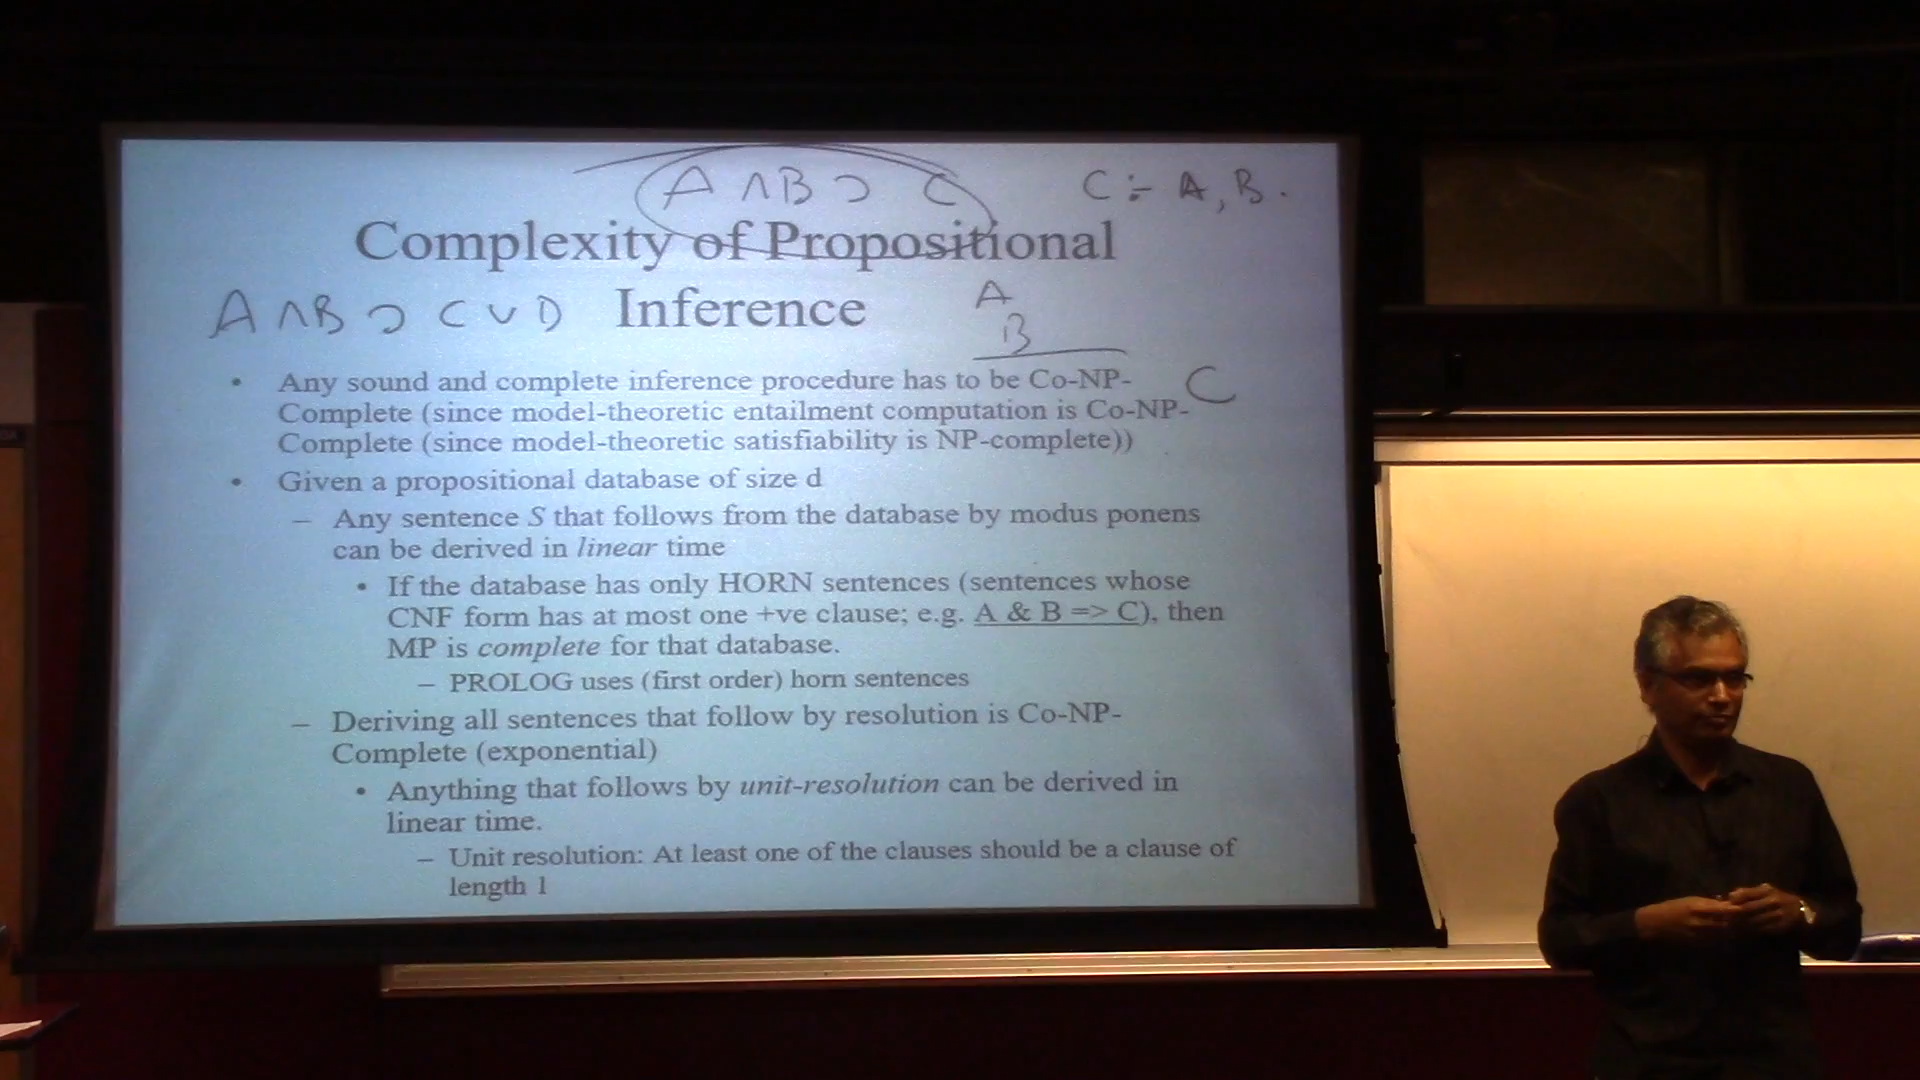 A ∧ B ⊃ C
C :- A, B.
Complexity of Propositional
A ∧ B ⊃ C ∨ D
Inference
A
B
C
• Any sound and complete inference procedure has to be Co-NP-
Complete (since model-theoretic entailment computation is Co-NP-
Complete (since model-theoretic satisfiability is NP-complete))
• Given a propositional database of size d
– Any sentence S that follows from the database by modus ponens
can be derived in linear time
• If the database has only HORN sentences (sentences whose
CNF form has at most one +ve clause; e.g. A & B => C), then
MP is complete for that database.
– PROLOG uses (first order) horn sentences
– Deriving all sentences that follow by resolution is Co-NP-
Complete (exponential)
• Anything that follows by unit-resolution can be derived in
linear time.
– Unit resolution: At least one of the clauses should be a clause of
length 1